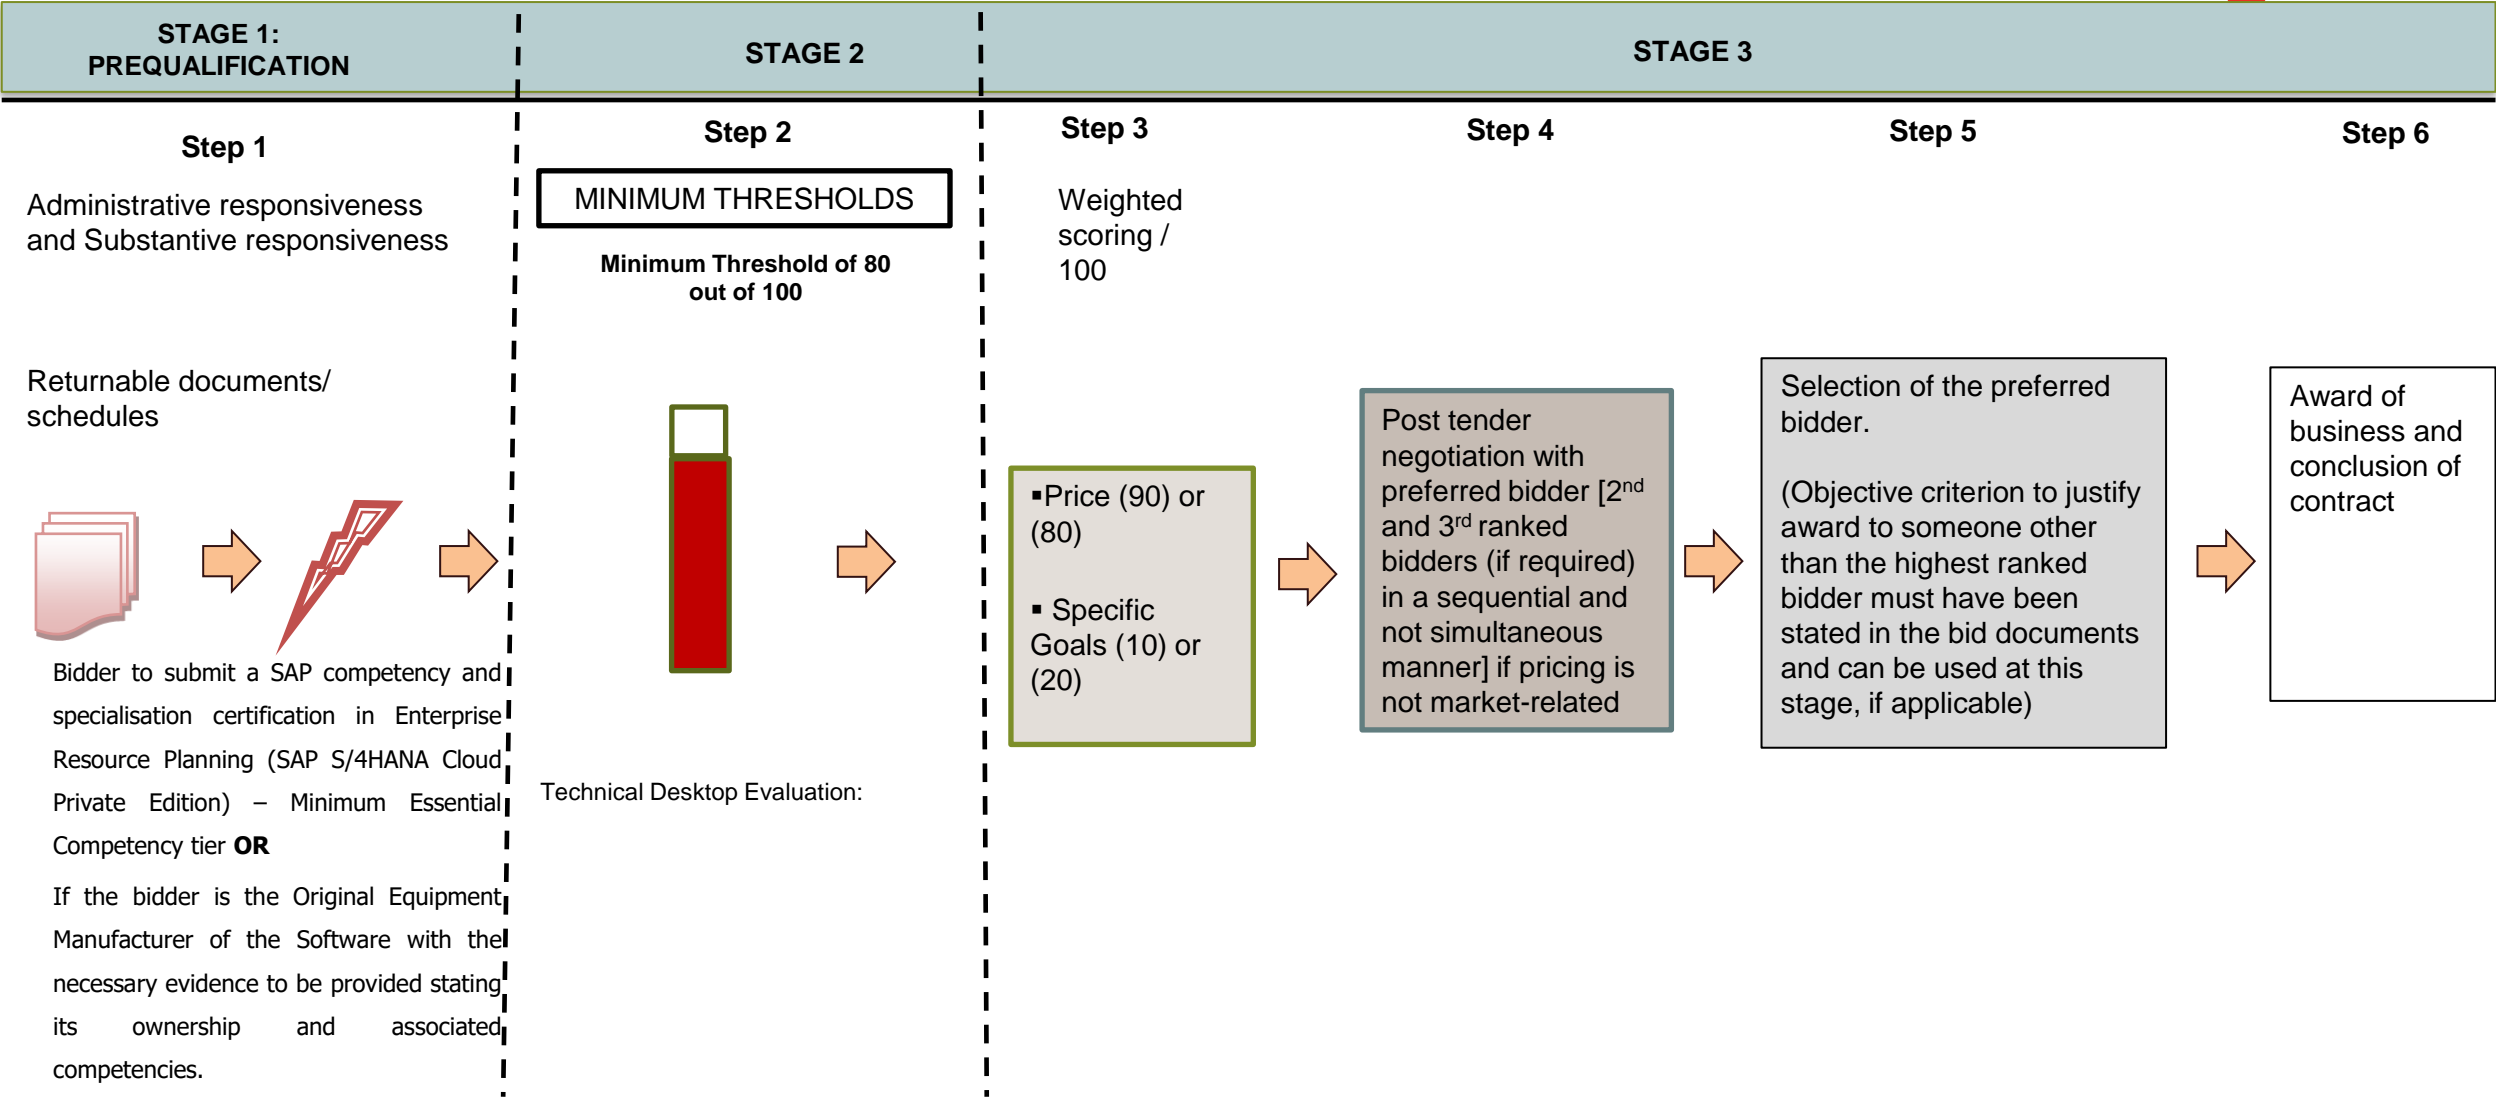 STAGE 1:
PREQUALIFICATION
STAGE 2
STAGE 3
Step 1
Administrative responsiveness
and Substantive responsiveness
Returnable documents/
schedules
Bidder to submit a SAP competency and
specialisation certification in Enterprise
Resource Planning (SAP S/4HANA Cloud
Private Edition) – Minimum Essential
Competency tier OR
If the bidder is the Original Equipment
Manufacturer of the Software with the
necessary evidence to be provided stating
its ownership and associated
competencies.
Step 2
MINIMUM THRESHOLDS
Minimum Threshold of 80
out of 100
Technical Desktop Evaluation:
Step 3
Weighted
scoring /
100
▪Price (90) or
(80)
▪ Specific
Goals (10) or
(20)
Step 4
Post tender
negotiation with
preferred bidder [2nd
and 3rd ranked
bidders (if required)
in a sequential and
not simultaneous
manner] if pricing is
not market-related
Step 5
Selection of the preferred
bidder.
(Objective criterion to justify
award to someone other
than the highest ranked
bidder must have been
stated in the bid documents
and can be used at this
stage, if applicable)
Step 6
Award of
business and
conclusion of
contract